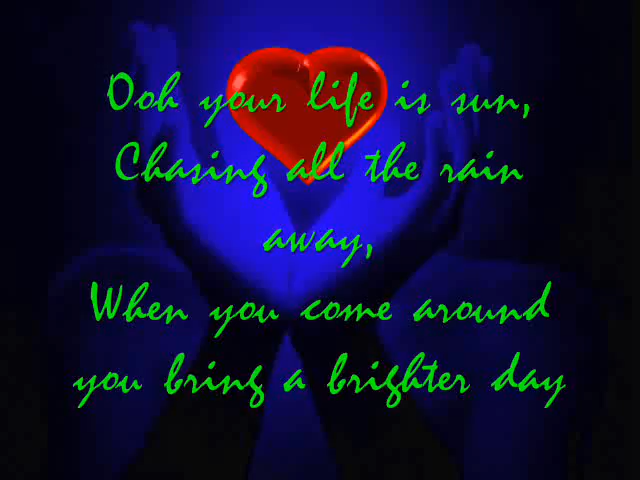 Ooh your life is sun,
Chasing all the rain
away,
When you come around
you bring a brighter day